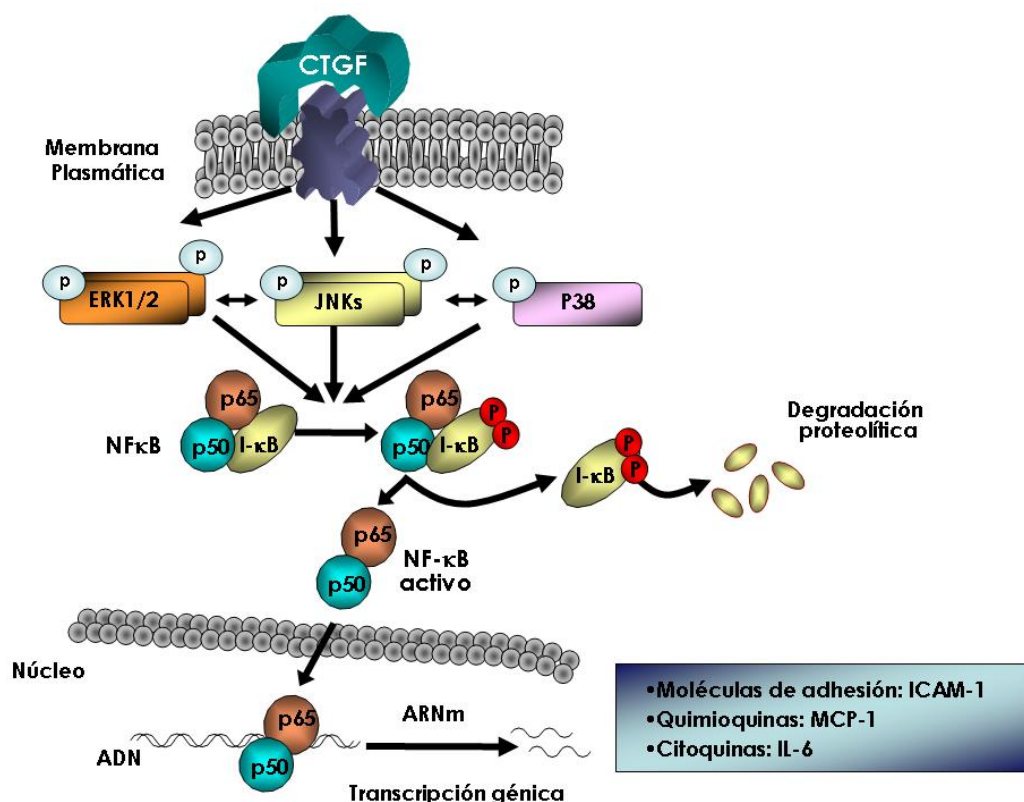 CTGF
Membrana
Plasmática
p
p
ERK1/2
p
p
JNKs
p
P38
p65
NFκB
p50
I-κB
p65
p50
I-κB
P
P
I-κB
P
P
Degradación
proteolítica
p65
p50
NF-κB
activo
Núcleo
p65
ADN
p50
ARNm
Transcripción génica
•Moléculas de adhesión: ICAM-1
•Quimioquinas: MCP-1
•Citoquinas: IL-6